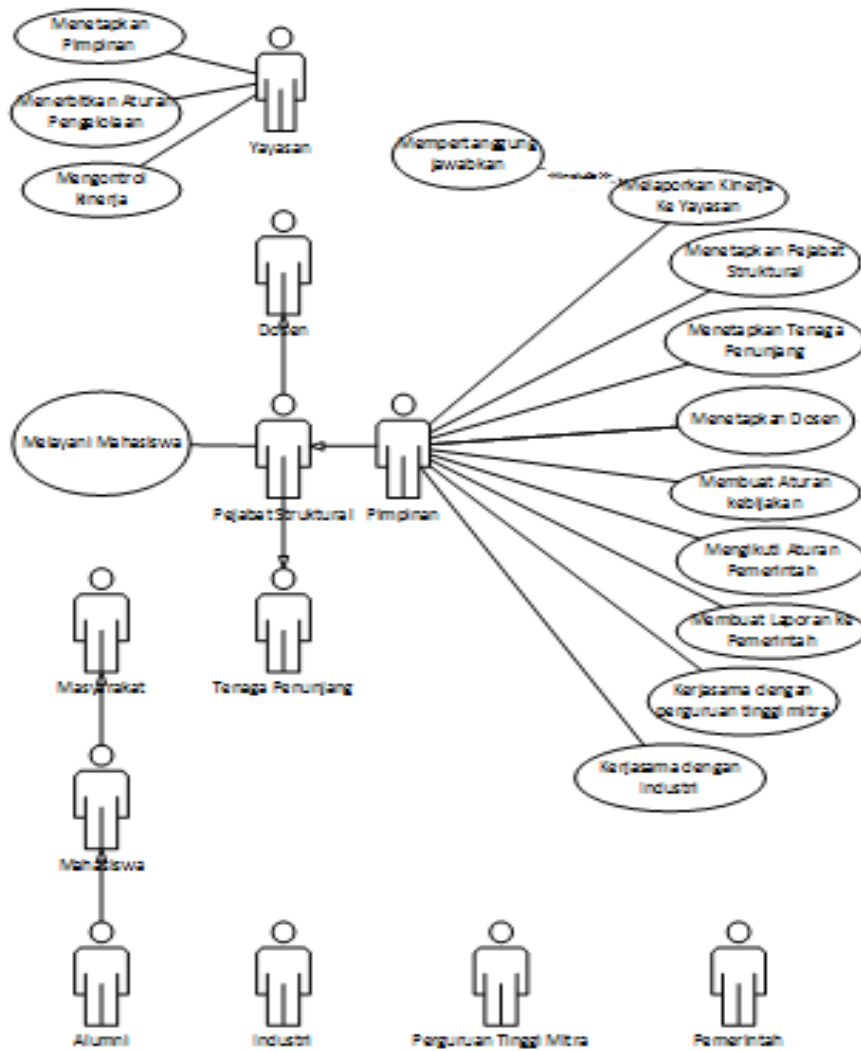 Menetapkan
Pimpinan
Menerbitkan Aturan
Pengelolaan
Mengontrol
kinerja
Yayasan
Mempertanggung
jawabkan
<<include>>
Melaporkan Kinerja
Ke Yayasan
Dosen
Menetapkan Pejabat
Struktural
Menetapkan Tenaga
Penunjang
Melayani Mahasiswa
Menetapkan Dosen
Pejabat Struktural
Pimpinan
Membuat Aturan
kebijakan
Mengikuti Aturan
Pemerintah
Membuat Laporan ke
Pemerintah
Masyarakat
Tenaga Penunjang
Kerjasama dengan
perguruan tinggi mitra
Kerjasama dengan
Industri
Mahasiswa
Alumni
Industri
Perguruan Tinggi Mitra
Pemerintah